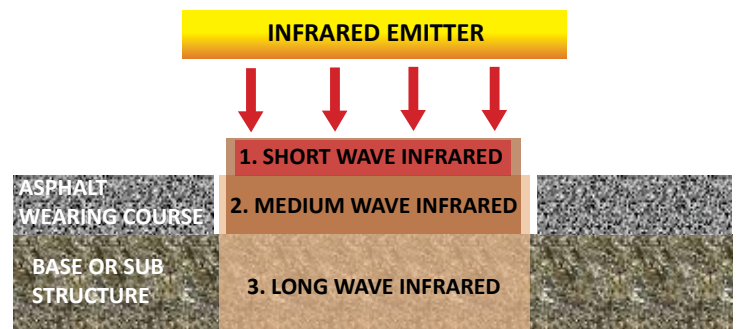 INFRARED EMITTER
1. SHORT WAVE INFRARED
ASPHALT
WEARING COURSE
2. MEDIUM WAVE INFRARED
BASE OR SUB
STRUCTURE
3. LONG WAVE INFRARED